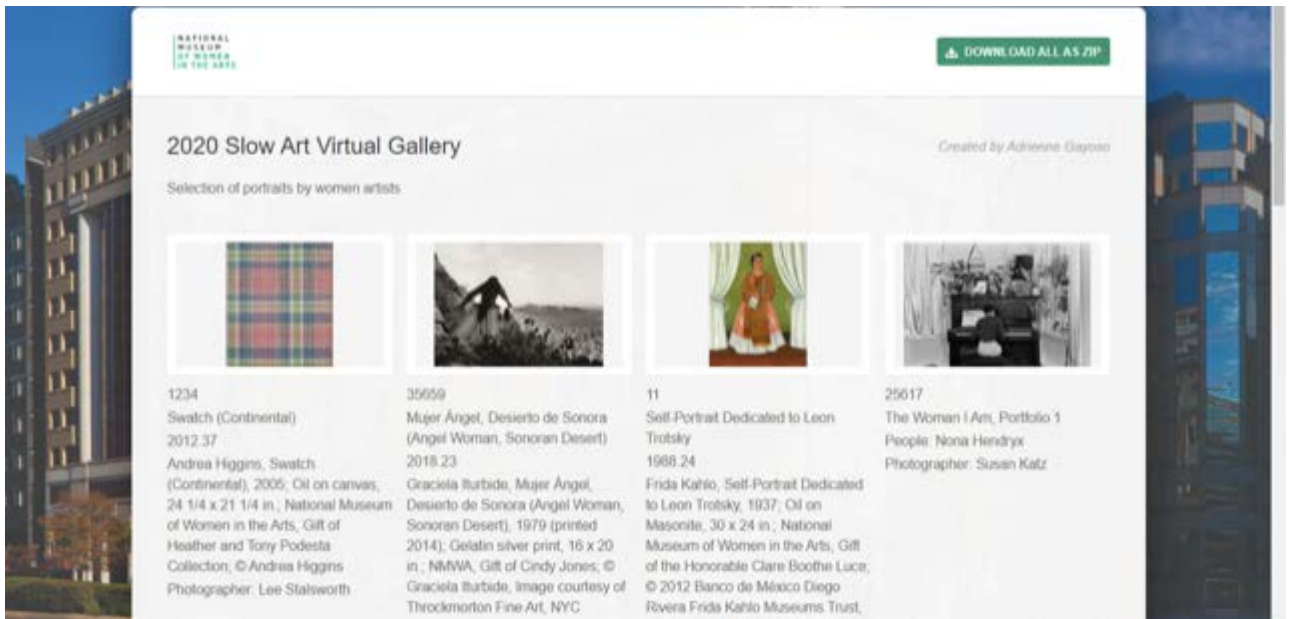 NATIONAL
MUSEUM
OF WOMEN
IN THE ARTS
DOWNLOAD ALL AS ZIP
2020 Slow Art Virtual Gallery
Created by Adrienne Gayoso
Selection of portraits by women artists
1234
Swatch (Continental)
2012.37
Andrea Higgins, Swatch
(Continental), 2005; Oil on canvas,
24 1/4 x 21 1/4 in.; National Museum
of Women in the Arts, Gift of
Heather and Tony Podesta
Collection; © Andrea Higgins
Photographer: Lee Stalsworth
35659
Mujer Ángel, Desierto de Sonora
(Angel Woman, Sonoran Desert)
2018.23
Graciela Iturbide, Mujer Ángel,
Desierto de Sonora (Angel Woman,
Sonoran Desert), 1979 (printed
2014); Gelatin silver print, 16 x 20
in.; NMWA, Gift of Cindy Jones; ©
Graciela Iturbide, Image courtesy of
Throckmorton Fine Art, NYC
11
Self-Portrait Dedicated to Leon
Trotsky
1988.24
Frida Kahlo, Self-Portrait Dedicated
to Leon Trotsky, 1937; Oil on
Masonite, 30 x 24 in.; National
Museum of Women in the Arts, Gift
of the Honorable Clare Boothe Luce;
© 2012 Banco de México Diego
Rivera Frida Kahlo Museums Trust,
25617
The Woman I Am, Portfolio 1
People: Nona Hendryx
Photographer: Susan Katz